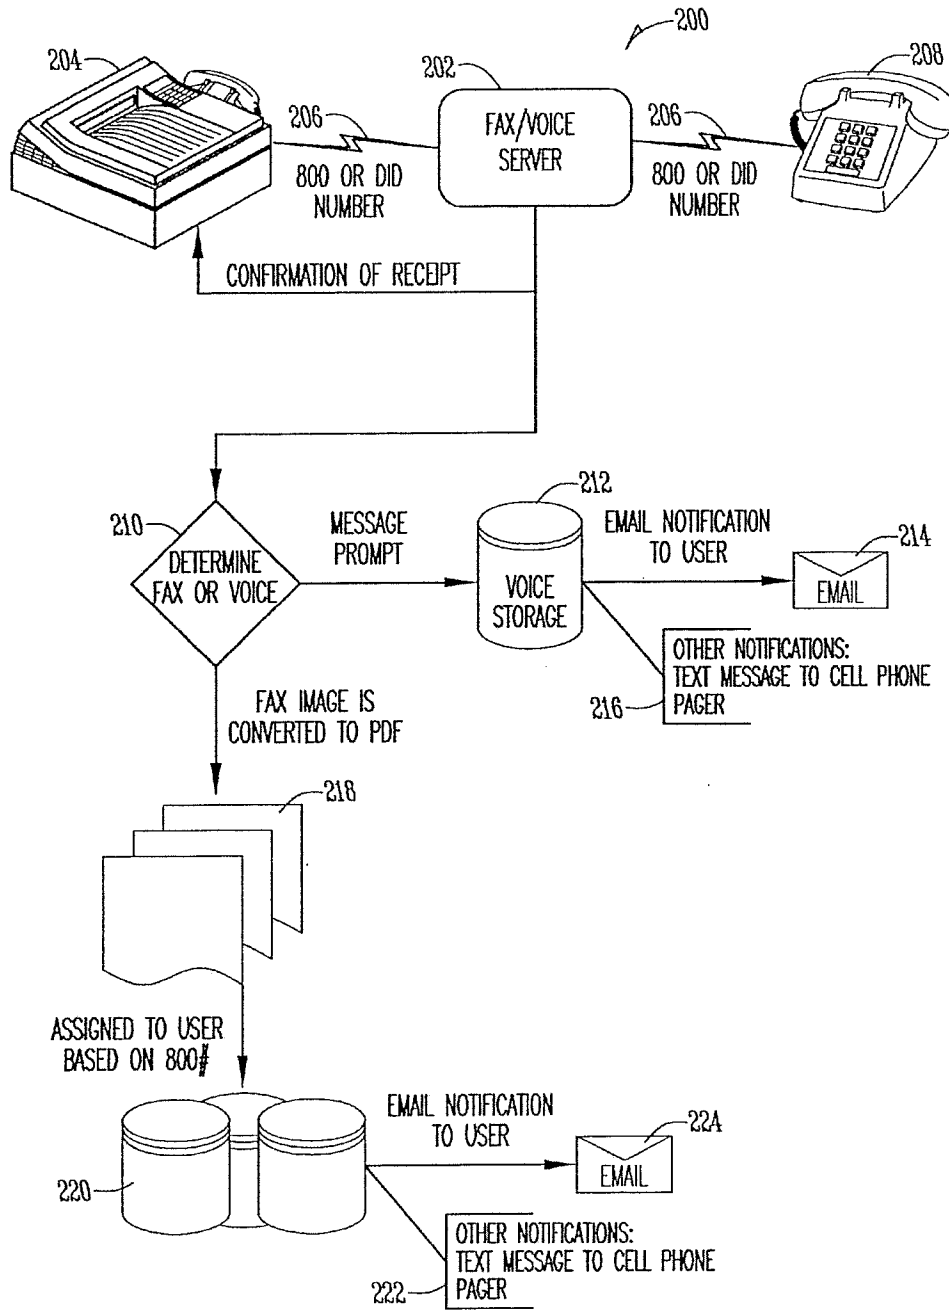 200
204
202
208
206
FAX/VOICE
SERVER
206
800 OR DID
NUMBER
800 OR DID
NUMBER
CONFIRMATION OF RECEIPT
210
DETERMINE
FAX OR VOICE
MESSAGE
PROMPT
212
VOICE
STORAGE
EMAIL NOTIFICATION
TO USER
214
EMAIL
OTHER NOTIFICATIONS:
TEXT MESSAGE TO CELL PHONE
PAGER
216
FAX IMAGE IS
CONVERTED TO PDF
218
ASSIGNED TO USER
BASED ON 800#
220
EMAIL NOTIFICATION
TO USER
224
EMAIL
OTHER NOTIFICATIONS:
TEXT MESSAGE TO CELL PHONE
PAGER
222